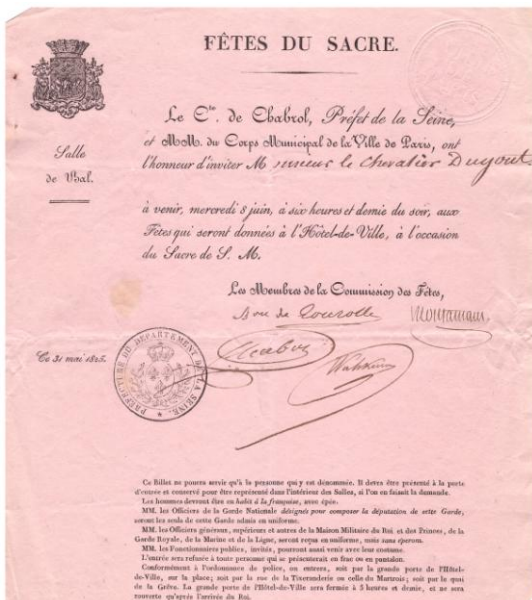 FÊTES DU SACRE.
Le C.te de Chabrol, Préfet de la Seine,
et MM. du Corps Municipal de la Ville de Paris, ont
l'honneur d'inviter Monsieur le Chevalier
Salle
de Bal.
à venir, mercredi 8 juin, à six heures et demie du soir, aux
Fêtes qui seront données à l'Hôtel-de-Ville, à l'occasion
du Sacre de S. M.
Les Membres de la Commission des Fêtes,
Bon de
Ce 31 mai 1825.
PRÉFECTURE DU DÉPARTEMENT DE LA SEINE.
Ce Billet ne pourra servir qu'à la personne qui y est dénommée. Il devra être présenté à la porte
d'entrée et conservé pour être représenté dans l'intérieur des Salles, si l'on en faisait la demande.
Les hommes devront être en habit à la française, avec épée.
MM. les Officiers de la Garde Nationale désignés pour composer la députation de cette Garde,
seront les seuls de cette Garde admis en uniforme.
MM. les Officiers généraux, supérieurs et autres de la Maison Militaire du Roi et des Princes, de la
Garde Royale, de la Marine et de la Ligne, seront reçus en uniforme, mais sans éperons.
MM. les Fonctionnaires publics, invités, pourront aussi venir avec leur costume.
L'entrée sera refusée à toute personne qui se présenterait en frac ou en pantalon.
Conformément à l'ordonnance de police, on entrera, soit par la grande porte de l'Hôtel-
de-Ville, sur la place; soit par la rue de la Tixeranderie ou celle du Martrois; soit par le quai
de la Grève. La grande porte de l'Hôtel-de-Ville sera fermée à 5 heures et demie, et ne sera
rouverte qu'après l'arrivée du Roi.